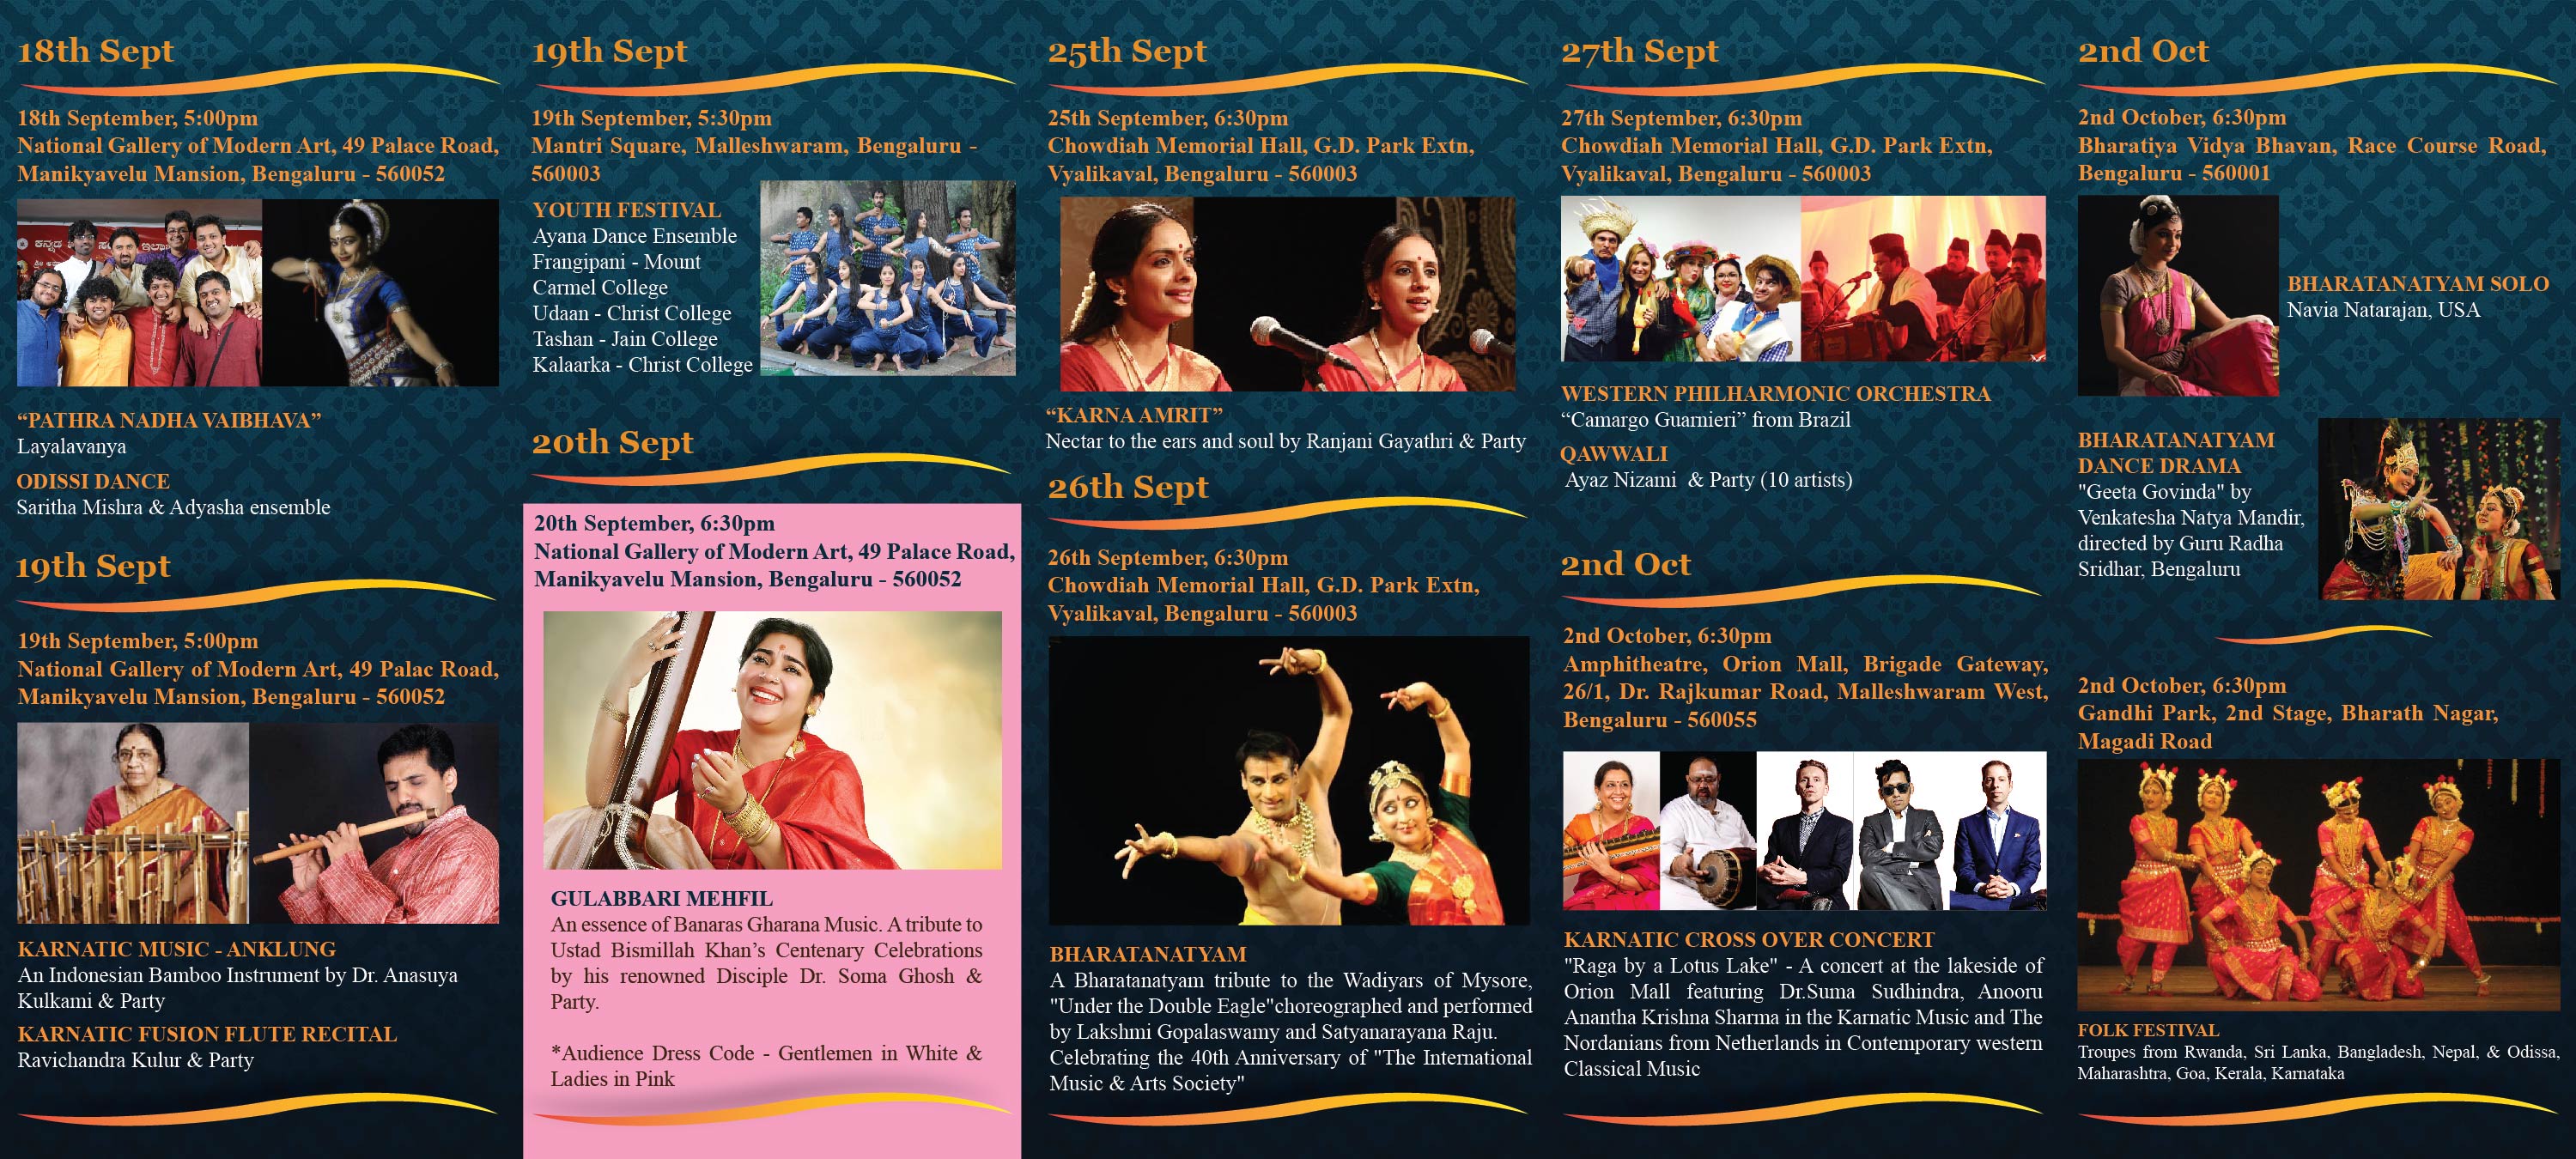 18th Sept
18th September, 5:00pm
National Gallery of Modern Art, 49 Palace Road,
Manikyavelu Mansion, Bengaluru - 560052
“PATHRA NADHA VAIBHAVA”
Layalavanya
ODISSI DANCE
Saritha Mishra & Adyasha ensemble
19th Sept
19th September, 5:00pm
National Gallery of Modern Art, 49 Palac Road,
Manikyavelu Mansion, Bengaluru - 560052
KARNATIC MUSIC - ANKLUNG
An Indonesian Bamboo Instrument by Dr. Anasuya
Kulkami & Party
KARNATIC FUSION FLUTE RECITAL
Ravichandra Kulur & Party
19th Sept
19th September, 5:30pm
Mantri Square, Malleshwaram, Bengaluru -
560003
YOUTH FESTIVAL
Ayana Dance Ensemble
Frangipani - Mount
Carmel College
Udaan - Christ College
Tashan - Jain College
Kalaarka - Christ College
20th Sept
20th September, 6:30pm
National Gallery of Modern Art, 49 Palace Road,
Manikyavelu Mansion, Bengaluru - 560052
GULABBARI MEHFIL
An essence of Banaras Gharana Music. A tribute to
Ustad Bismillah Khan’s Centenary Celebrations
by his renowned Disciple Dr. Soma Ghosh &
Party.
*Audience Dress Code - Gentlemen in White &
Ladies in Pink
25th Sept
25th September, 6:30pm
Chowdiah Memorial Hall, G.D. Park Extn,
Vyalikaval, Bengaluru - 560003
“KARNA AMRIT”
Nectar to the ears and soul by Ranjani Gayathri & Party
26th Sept
26th September, 6:30pm
Chowdiah Memorial Hall, G.D. Park Extn,
Vyalikaval, Bengaluru - 560003
BHARATANATYAM
A Bharatanatyam tribute to the Wadiyars of Mysore,
"Under the Double Eagle"choreographed and performed
by Lakshmi Gopalaswamy and Satyanarayana Raju.
Celebrating the 40th Anniversary of "The International
Music & Arts Society"
27th Sept
27th September, 6:30pm
Chowdiah Memorial Hall, G.D. Park Extn,
Vyalikaval, Bengaluru - 560003
WESTERN PHILHARMONIC ORCHESTRA
“Camargo Guarnieri” from Brazil
QAWWALI
Ayaz Nizami & Party (10 artists)
2nd Oct
2nd October, 6:30pm
Amphitheatre, Orion Mall, Brigade Gateway,
26/1, Dr. Rajkumar Road, Malleshwaram West,
Bengaluru - 560055
KARNATIC CROSS OVER CONCERT
"Raga by a Lotus Lake" - A concert at the lakeside of
Orion Mall featuring Dr.Suma Sudhindra, Anooru
Anantha Krishna Sharma in the Karnatic Music and The
Nordanians from Netherlands in Contemporary western
Classical Music
2nd Oct
2nd October, 6:30pm
Bharatiya Vidya Bhavan, Race Course Road,
Bengaluru - 560001
BHARATANATYAM SOLO
Navia Natarajan, USA
BHARATANATYAM
DANCE DRAMA
"Geeta Govinda" by
Venkatesha Natya Mandir,
directed by Guru Radha
Sridhar, Bengaluru
2nd October, 6:30pm
Gandhi Park, 2nd Stage, Bharath Nagar,
Magadi Road
FOLK FESTIVAL
Troupes from Rwanda, Sri Lanka, Bangladesh, Nepal, & Odissa,
Maharashtra, Goa, Kerala, Karnataka